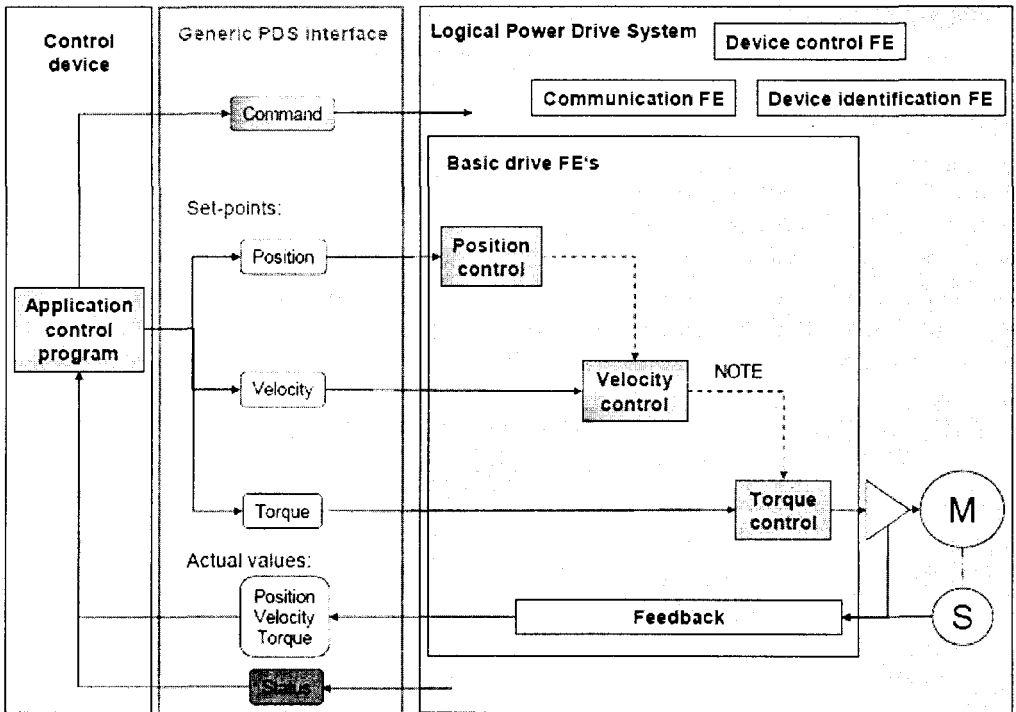 Control
device
Generic PDS interface
Logical Power Drive System
Device control FE
Communication FE
Device identification FE
Command
Basic drive FE's
Set-points:
Position
Position
control
Application
control
program
Velocity
Velocity
control
NOTE
Torque
Torque
control
M
Actual values:
Position
Velocity
Torque
Feedback
S
Status